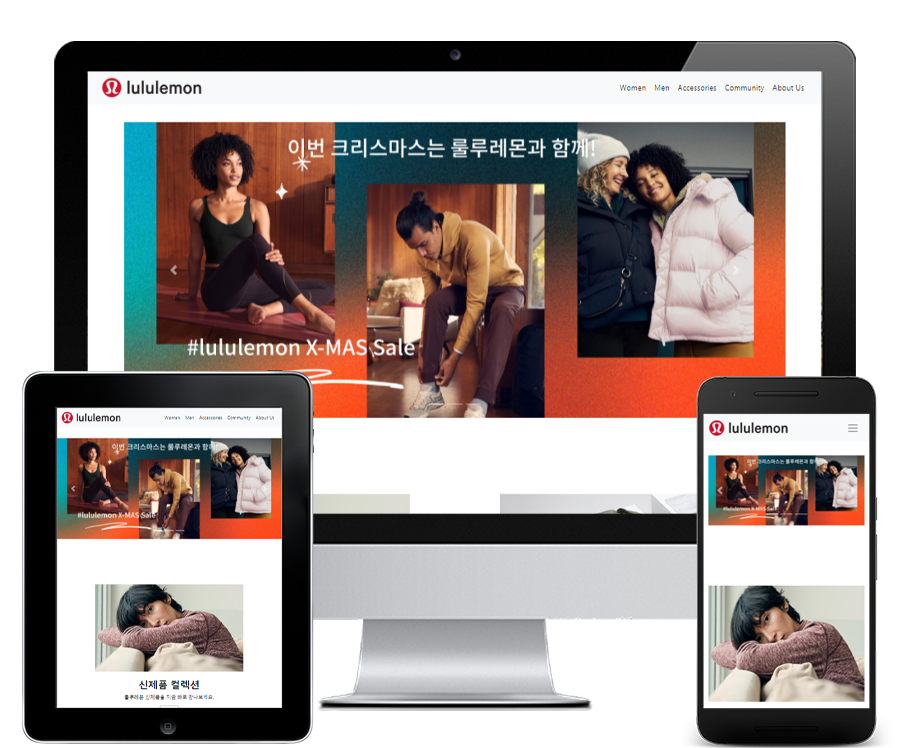 lululemon
Women Men Accessories Community About Us
이번 크리스마스는 룰루레몬과 함께!
#lululemon X-MAS Sale
lululemon
Women Men Accessories Community About Us
이번 크리스마스는 룰루레몬과 함께!
#lululemon X-MAS Sale
신제품 컬렉션
룰루레몬 신제품을 지금 바로 만나보세요.
lululemon
이번 크리스마스는 룰루레몬과 함께!
#lululemon X-MAS Sale